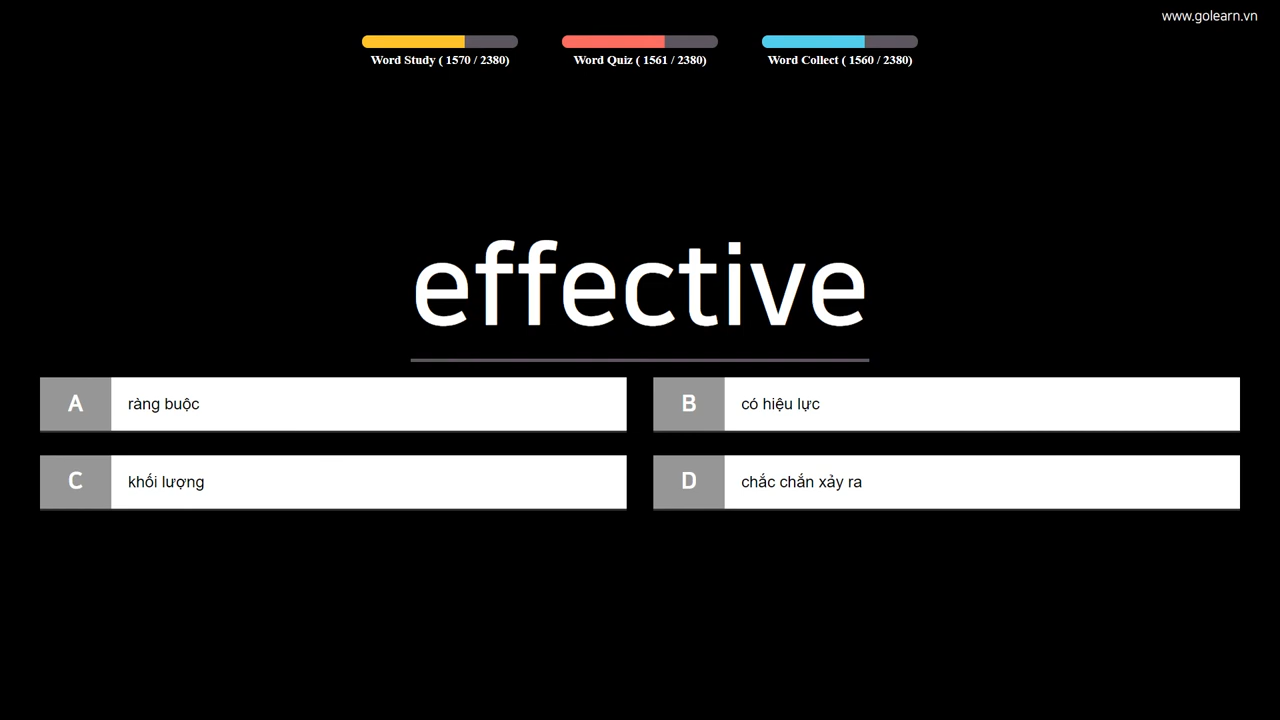 www.golearn.vn
Word Study ( 1570 / 2380)
Word Quiz ( 1561 / 2380)
Word Collect ( 1560 / 2380)
effective
A ràng buộc
B có hiệu lực
C khối lượng
D chắc chắn xảy ra